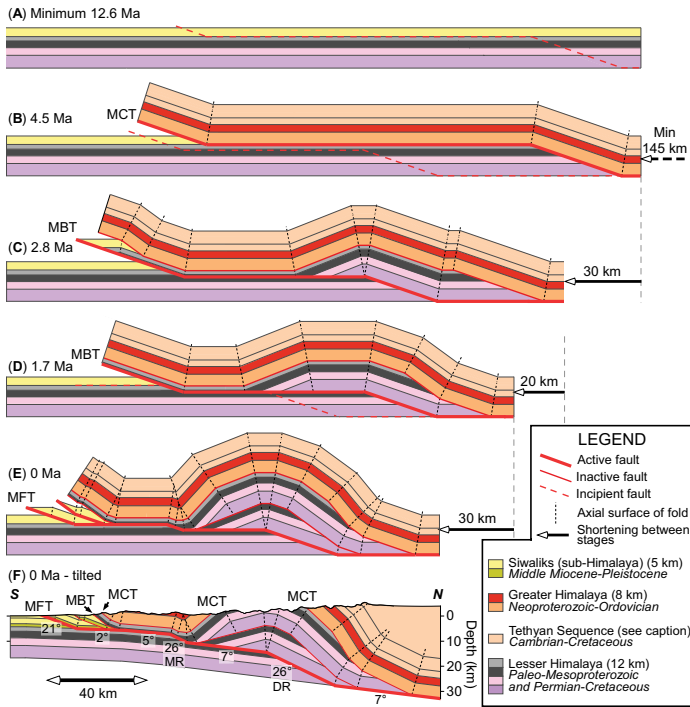 (A) Minimum 12.6 Ma
(B) 4.5 Ma
MCT
Min
145 km
MBT
(C) 2.8 Ma
30 km
(D) 1.7 Ma
MBT
20 km
(E) 0 Ma
MFT
30 km
LEGEND
Active fault
Inactive fault
Incipient fault
Axial surface of fold
Shortening between
stages
Siwaliks (sub-Himalaya) (5 km)
Middle Miocene-Pleistocene
Greater Himalaya (8 km)
Neoproterozoic-Ordovician
Tethyan Sequence (see caption)
Cambrian-Cretaceous
Lesser Himalaya (12 km)
Paleo-Mesoproterozoic
and Permian-Cretaceous
(F) 0 Ma - tilted
S
N
MFT
MBT
MCT
MCT
MCT
21°
2°
5°
26°
MR
7°
26°
DR
7°
0
10
20
30
Depth (km)
40 km